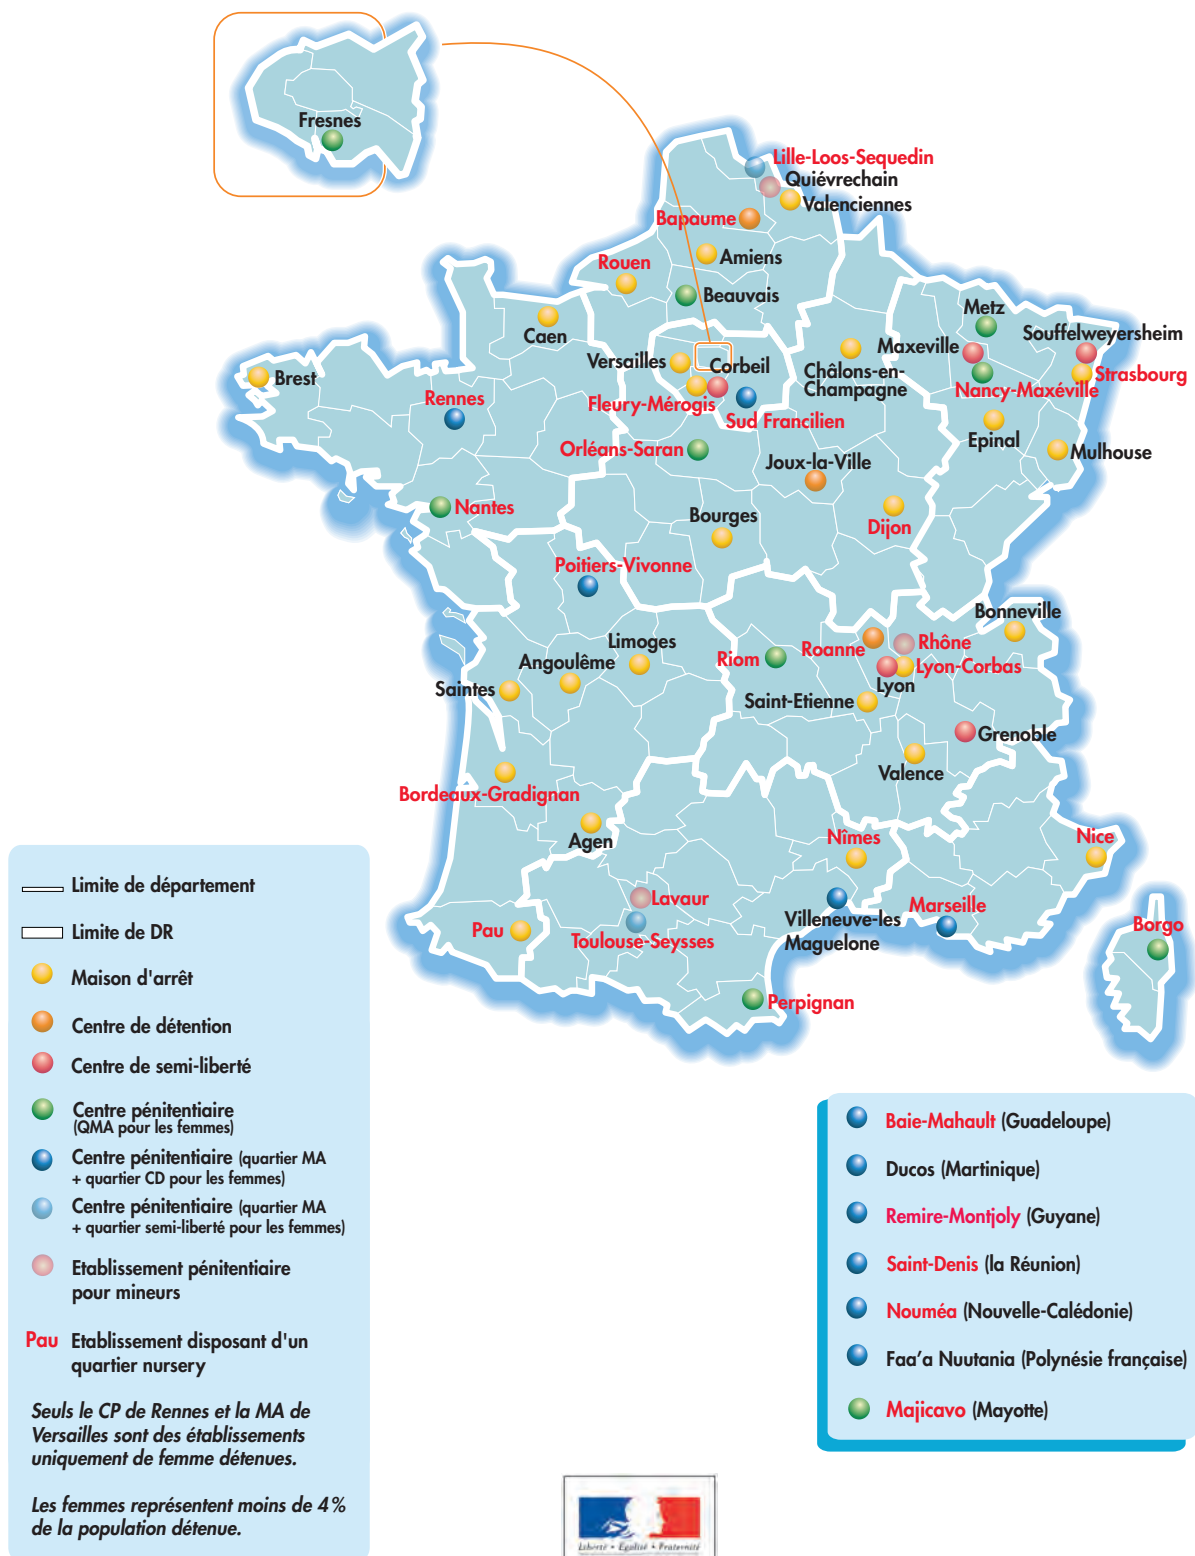 Fresnes
Lille-Loos-Sequedin
Quiévrechain
Valenciennes
Bapaume
Amiens
Rouen
Beauvais
Caen
Metz
Souffelweyersheim
Maxeville
Versailles
Corbeil
Châlons-en-
Champagne
Strasbourg
Brest
Rennes
Fleury-Mérogis
Sud Francilien
Nancy-Maxéville
Epinal
Mulhouse
Orléans-Saran
Joux-la-Ville
Nantes
Bourges
Dijon
Poitiers-Vivonne
Bonneville
Limoges
Roanne
Rhône
Riom
Lyon-Corbas
Angoulême
Lyon
Saintes
Saint-Etienne
Grenoble
Valence
Bordeaux-Gradignan
Agen
Nîmes
Nice
Lavaur
Villeneuve-les
Maguelone
Marseille
Pau
Toulouse-Seysses
Borgo
Perpignan
Limite de département
Limite de DR
Maison d'arrêt
Centre de détention
Centre de semi-liberté
Centre pénitentiaire
(QMA pour les femmes)
Centre pénitentiaire (quartier MA
+ quartier CD pour les femmes)
Centre pénitentiaire (quartier MA
+ quartier semi-liberté pour les femmes)
Etablissement pénitentiaire
pour mineurs
Pau Etablissement disposant d'un
quartier nursery
Seuls le CP de Rennes et la MA de
Versailles sont des établissements
uniquement de femme détenues.
Les femmes représentent moins de 4 %
de la population détenue.
Baie-Mahault (Guadeloupe)
Ducos (Martinique)
Remire-Montjoly (Guyane)
Saint-Denis (la Réunion)
Nouméa (Nouvelle-Calédonie)
Faa'a Nuutania (Polynésie française)
Majicavo (Mayotte)
Liberté • Egalité • Fraternité